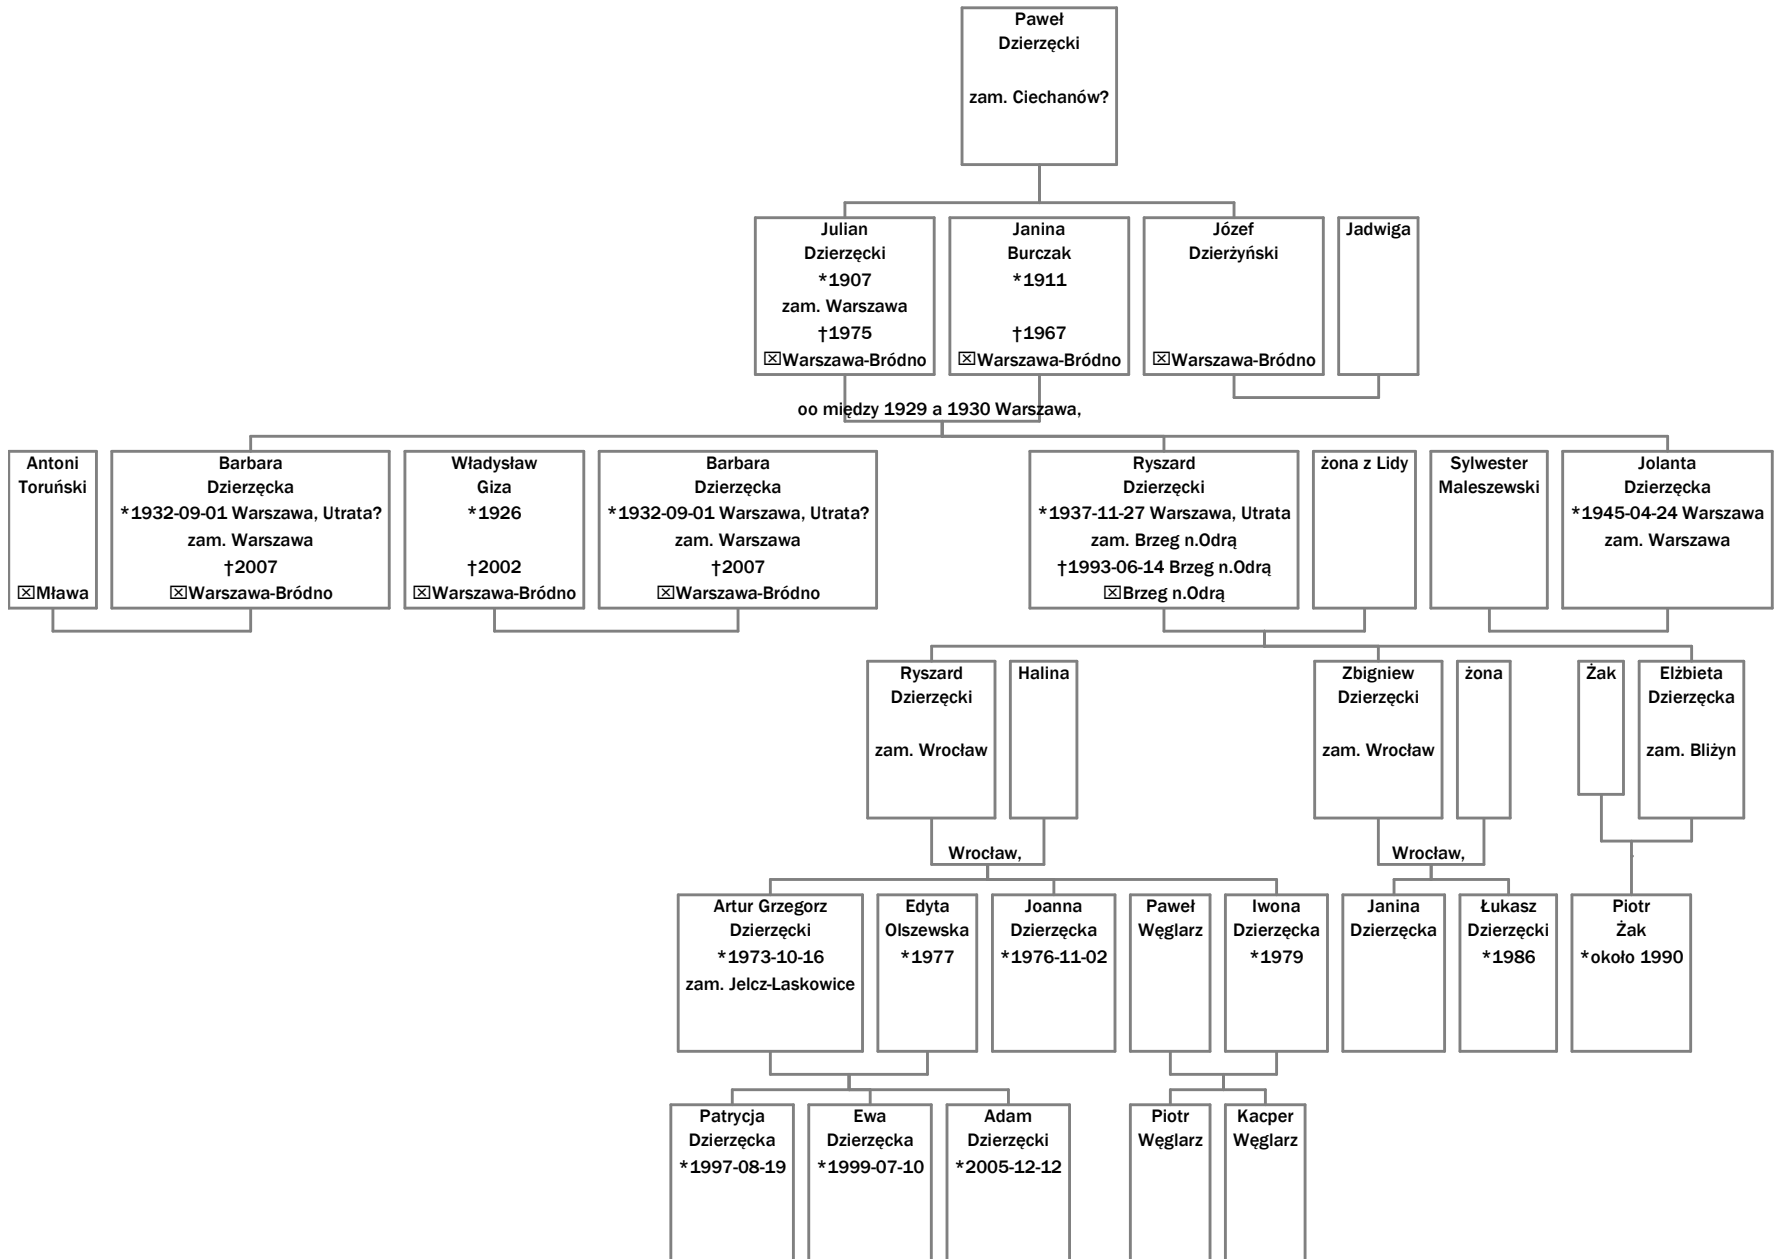 Paweł
Dzierzęcki
zam. Ciechanów?
Julian
Dzierzęcki
*1907
zam. Warszawa
†1975
☒Warszawa-Bródno
Janina
Burczak
*1911
†1967
☒Warszawa-Bródno
Józef
Dzierżyński
☒Warszawa-Bródno
Jadwiga
oo między 1929 a 1930 Warszawa,
Antoni
Toruński
☒Mława
Barbara
Dzierzęcka
*1932-09-01 Warszawa, Utrata?
zam. Warszawa
†2007
☒Warszawa-Bródno
Władysław
Giza
*1926
†2002
☒Warszawa-Bródno
Barbara
Dzierzęcka
*1932-09-01 Warszawa, Utrata?
zam. Warszawa
†2007
☒Warszawa-Bródno
Ryszard
Dzierzęcki
*1937-11-27 Warszawa, Utrata
zam. Brzeg n.Odrą
†1993-06-14 Brzeg n.Odrą
☒Brzeg n.Odrą
żona z Lidy
Sylwester
Maleszewski
Jolanta
Dzierzęcka
*1945-04-24 Warszawa
zam. Warszawa
Ryszard
Dzierzęcki
zam. Wrocław
Halina
Zbigniew
Dzierzęcki
zam. Wrocław
żona
Żak
Elżbieta
Dzierzęcka
zam. Bliżyn
Wrocław,
Wrocław,
,
Artur Grzegorz
Dzierzęcki
*1973-10-16
zam. Jelcz-Laskowice
Edyta
Olszewska
*1977
Joanna
Dzierzęcka
*1976-11-02
Paweł
Węglarz
Iwona
Dzierzęcka
*1979
Janina
Dzierzęcka
Łukasz
Dzierzęcki
*1986
Piotr
Żak
*około 1990
Patrycja
Dzierzęcka
*1997-08-19
Ewa
Dzierzęcka
*1999-07-10
Adam
Dzierzęcki
*2005-12-12
Piotr
Węglarz
Kacper
Węglarz